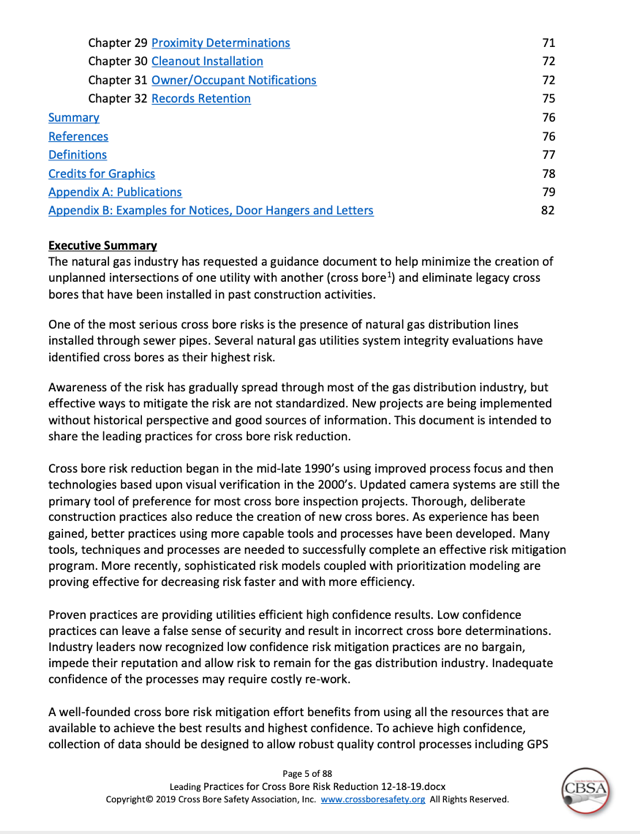 Chapter 29 Proximity Determinations 71
Chapter 30 Cleanout Installation 72
Chapter 31 Owner/Occupant Notifications 72
Chapter 32 Records Retention 75
Summary 76
References 76
Definitions 77
Credits for Graphics 78
Appendix A: Publications 79
Appendix B: Examples for Notices, Door Hangers and Letters 82
Executive Summary
The natural gas industry has requested a guidance document to help minimize the creation of
unplanned intersections of one utility with another (cross bore1) and eliminate legacy cross
bores that have been installed in past construction activities.
One of the most serious cross bore risks is the presence of natural gas distribution lines
installed through sewer pipes. Several natural gas utilities system integrity evaluations have
identified cross bores as their highest risk.
Awareness of the risk has gradually spread through most of the gas distribution industry, but
effective ways to mitigate the risk are not standardized. New projects are being implemented
without historical perspective and good sources of information. This document is intended to
share the leading practices for cross bore risk reduction.
Cross bore risk reduction began in the mid-late 1990's using improved process focus and then
technologies based upon visual verification in the 2000's. Updated camera systems are still the
primary tool of preference for most cross bore inspection projects. Thorough, deliberate
construction practices also reduce the creation of new cross bores. As experience has been
gained, better practices using more capable tools and processes have been developed. Many
tools, techniques and processes are needed to successfully complete an effective risk mitigation
program. More recently, sophisticated risk models coupled with prioritization modeling are
proving effective for decreasing risk faster and with more efficiency.
Proven practices are providing utilities efficient high confidence results. Low confidence
practices can leave a false sense of security and result in incorrect cross bore determinations.
Industry leaders now recognized low confidence risk mitigation practices are no bargain,
impede their reputation and allow risk to remain for the gas distribution industry. Inadequate
confidence of the processes may require costly re-work.
A well-founded cross bore risk mitigation effort benefits from using all the resources that are
available to achieve the best results and highest confidence. To achieve high confidence,
collection of data should be designed to allow robust quality control processes including GPS
Page 5 of 88
Leading Practices for Cross Bore Risk Reduction 12-18-19.docx
Copyright© 2019 Cross Bore Safety Association, Inc. www.crossboresafety.org All Rights Reserved.
CBSA